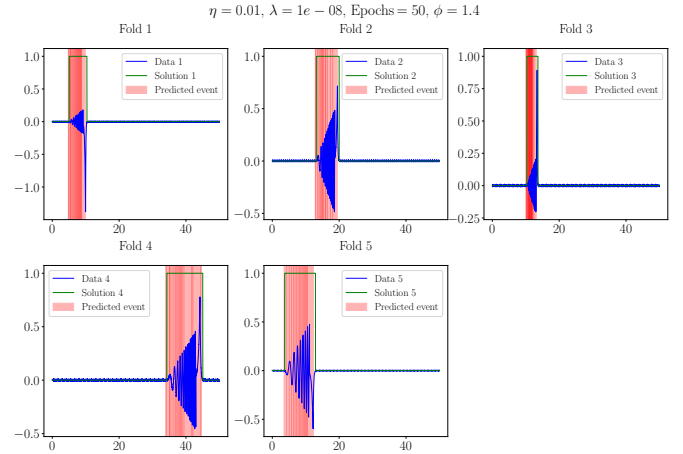 η = 0.01, λ = 1e − 08, Epochs = 50, ϕ = 1.4
Fold 1
Fold 2
Fold 3
1.0
0.5
0.0
−0.5
−1.0
0
20
40
Data 1
Solution 1
Predicted event
1.0
0.5
0.0
−0.5
0
20
40
Data 2
Solution 2
Predicted event
1.00
0.75
0.50
0.25
0.00
−0.25
0
20
40
Data 3
Solution 3
Predicted event
Fold 4
Fold 5
1.0
0.5
0.0
−0.5
0
20
40
Data 4
Solution 4
Predicted event
1.0
0.5
0.0
−0.5
0
20
40
Data 5
Solution 5
Predicted event